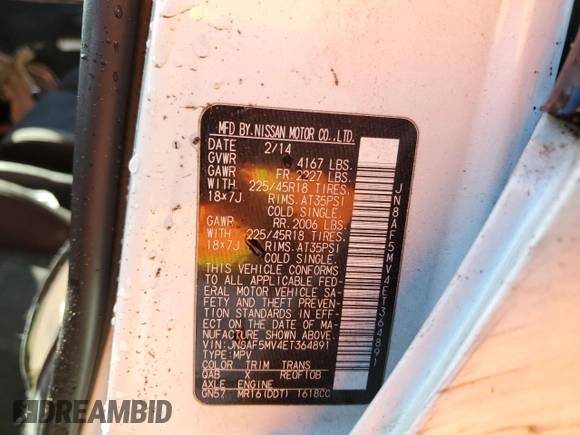 MFD BY.NISSAN MOTOR CO.,LTD.
DATE 2/14
GVWR 4167 LBS.
GAWR FR.2227 LBS.
WITH 225/45R18 TIRES.
18×7J RIMS.AT35PSI
COLD SINGLE.
GAWR RR.2006 LBS.
WITH 225/45R18 TIRES.
18×7J RIMS.AT35PSI
COLD SINGLE.
THIS VEHICLE CONFORMS
TO ALL APPLICABLE FED-
ERAL MOTOR VEHICLE SA-
FETY AND THEFT PREVEN-
TION STANDARDS IN EFF-
ECT ON THE DATE OF MA-
NUFACTURE SHOWN ABOVE.
VIN:JN8AF5MV4ET364891
TYPE:MPV
COLOR TRIM TRANS
QAB X RE0F10B
AXLE ENGINE
GN57 MR16(DDT) 1618CC
JN8AF5MV4ET364891
DREAMBID